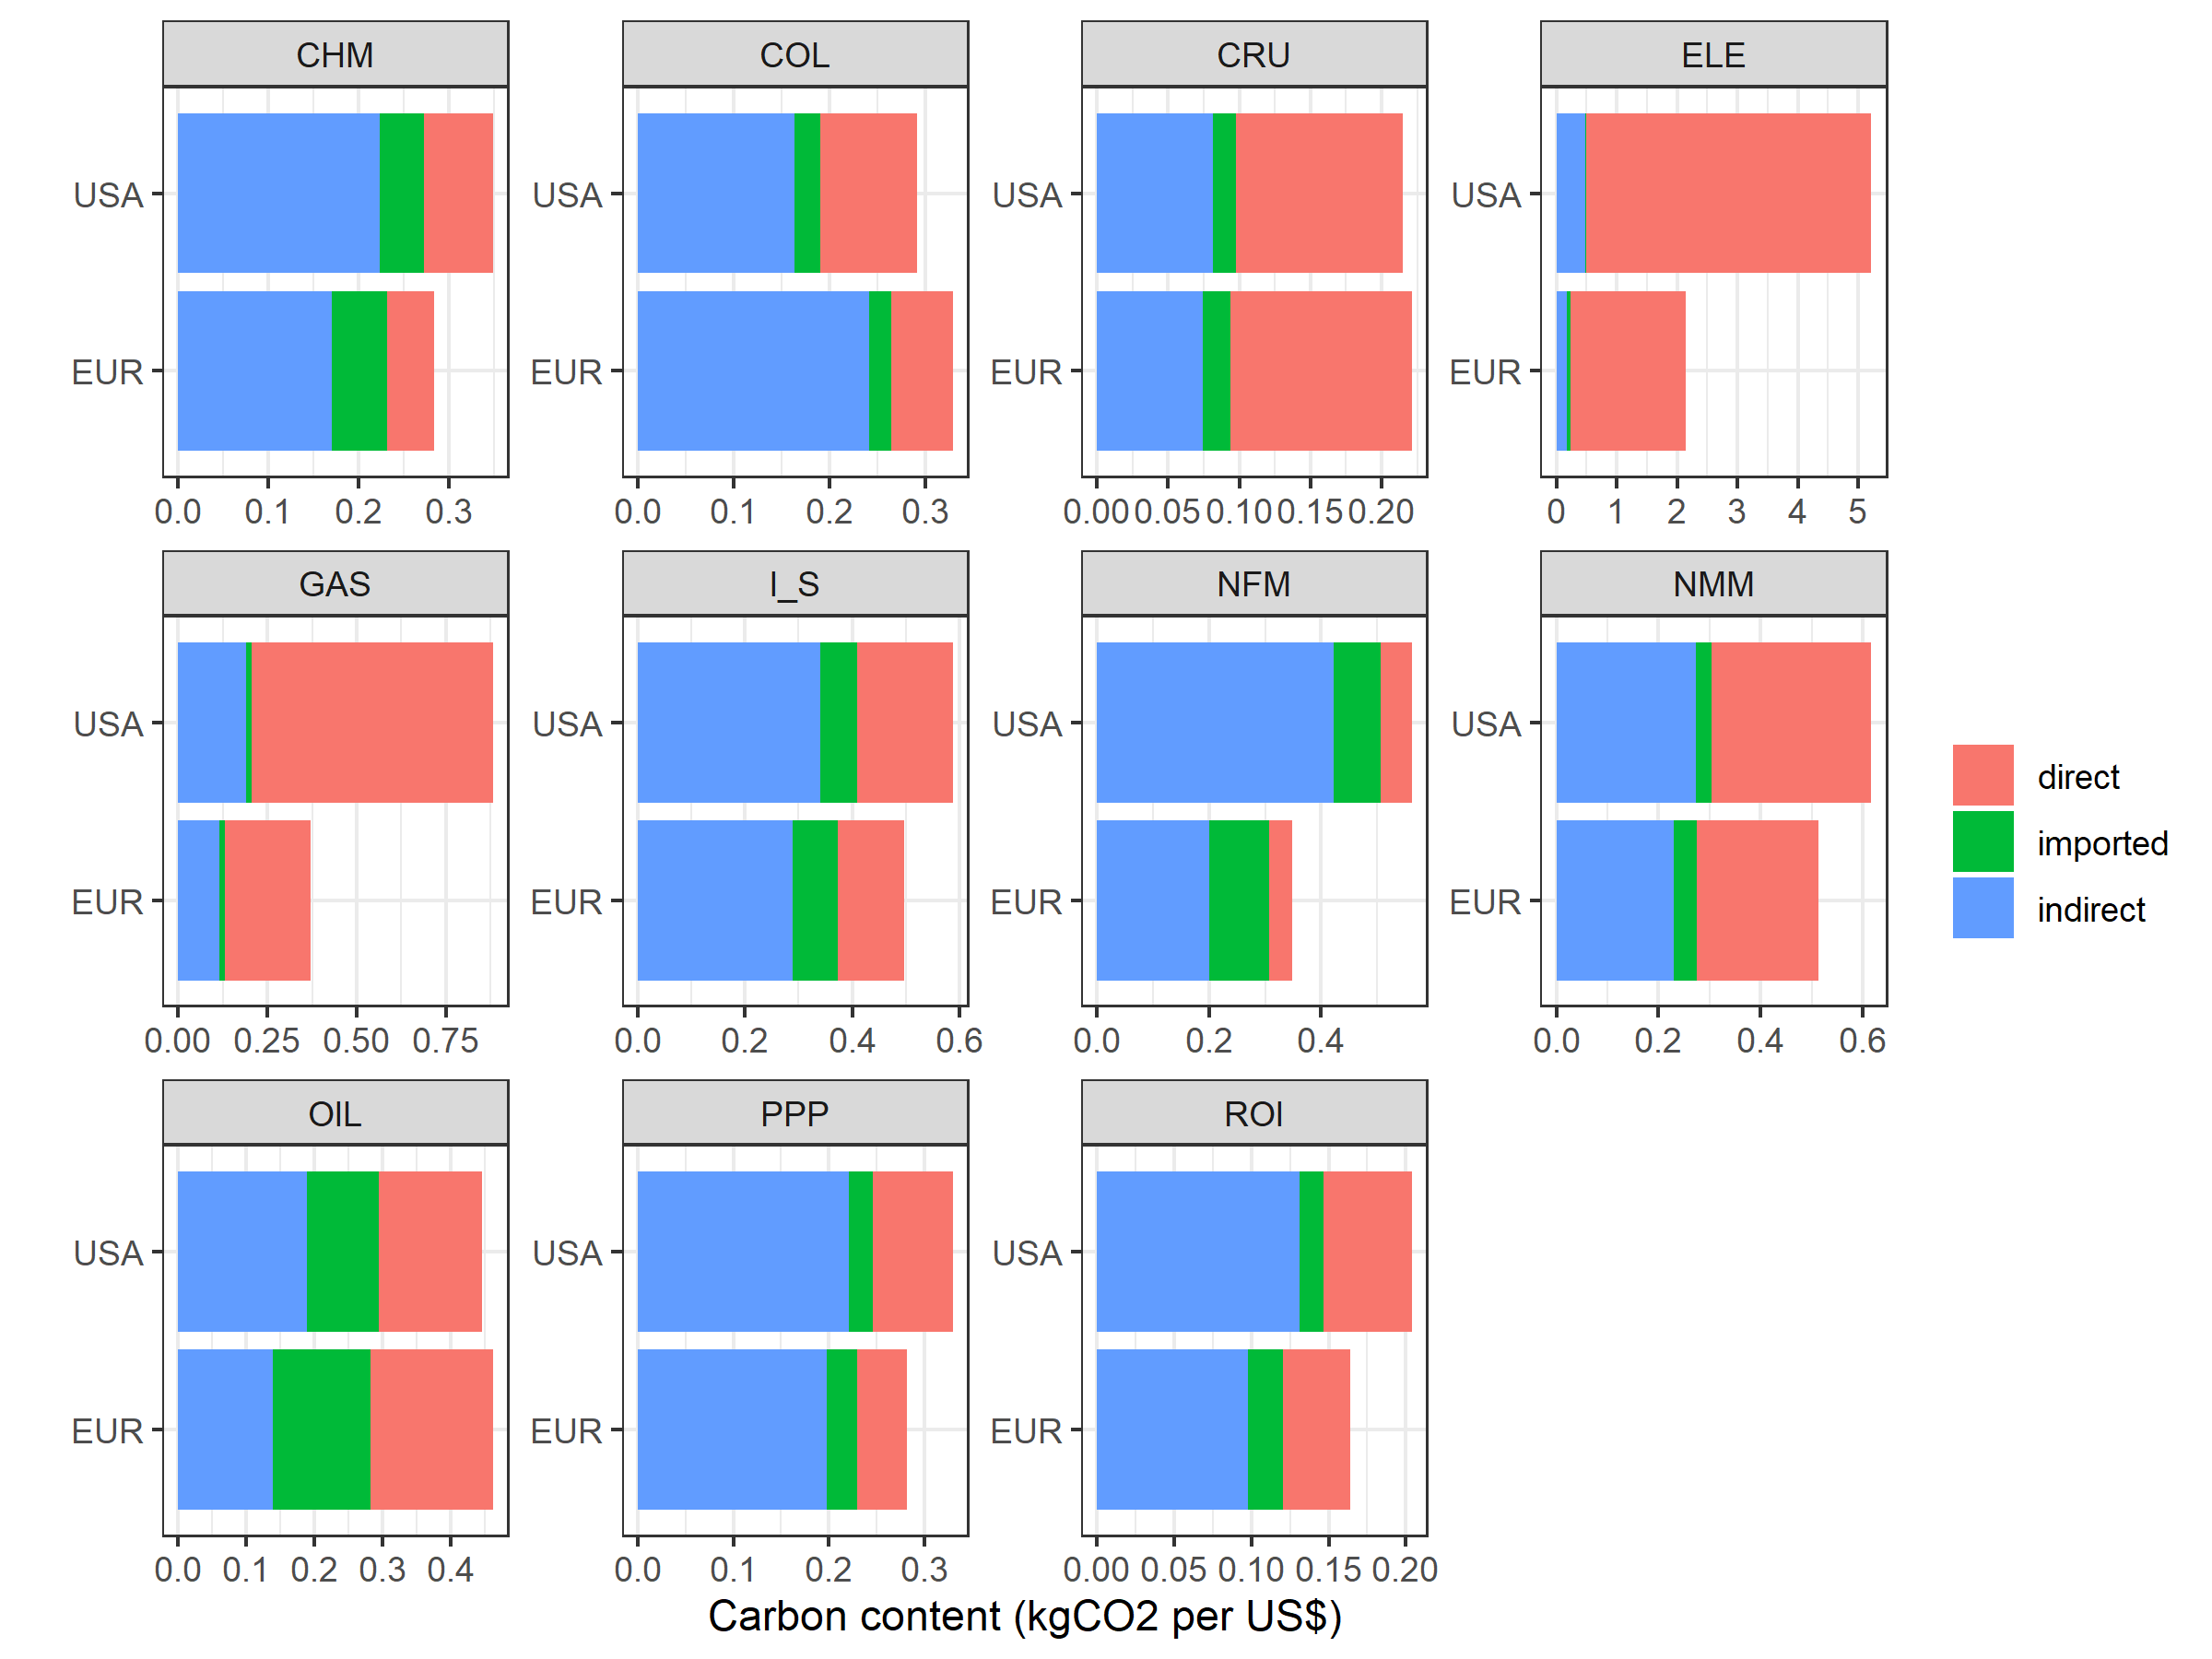 CHM COL CRU ELE
USA USA USA USA
EUR EUR EUR EUR
0.0 0.1 0.2 0.3 0.0 0.1 0.2 0.3 0.00 0.05 0.10 0.15 0.20 0 1 2 3 4 5
GAS I_S NFM NMM
USA USA USA USA
direct
imported
EUR EUR EUR EUR
indirect
0.00 0.25 0.50 0.75 0.0 0.2 0.4 0.6 0.0 0.2 0.4 0.0 0.2 0.4 0.6
OIL PPP ROI
USA USA USA
EUR EUR EUR
0.0 0.1 0.2 0.3 0.4 0.0 0.1 0.2 0.3 0.00 0.05 0.10 0.15 0.20
Carbon content (kgCO2 per US$)